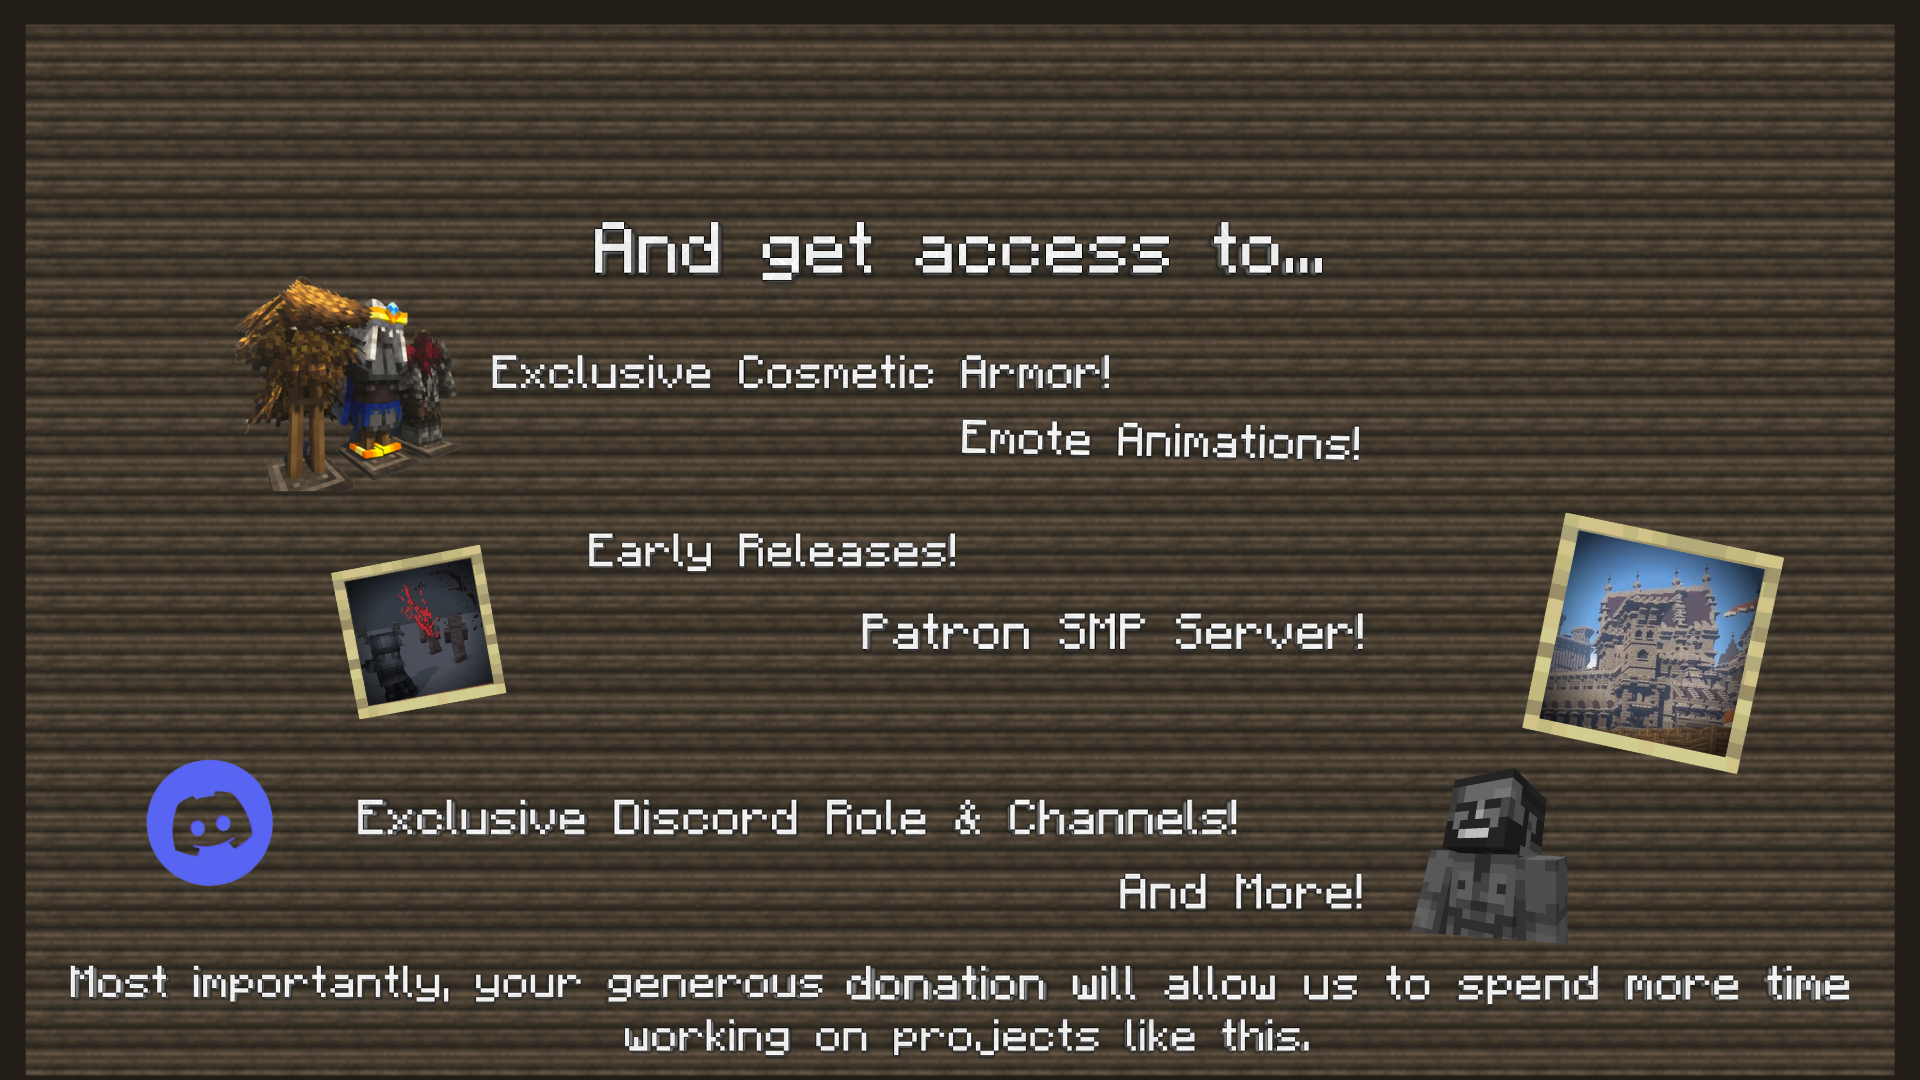 And get access to...
Exclusive Cosmetic Armor!
Emote Animations!
Early Releases!
Patron SMP Server!
Exclusive Discord Role & Channels!
And More!
Most importantly, your generous donation will allow us to spend more time
working on projects like this.